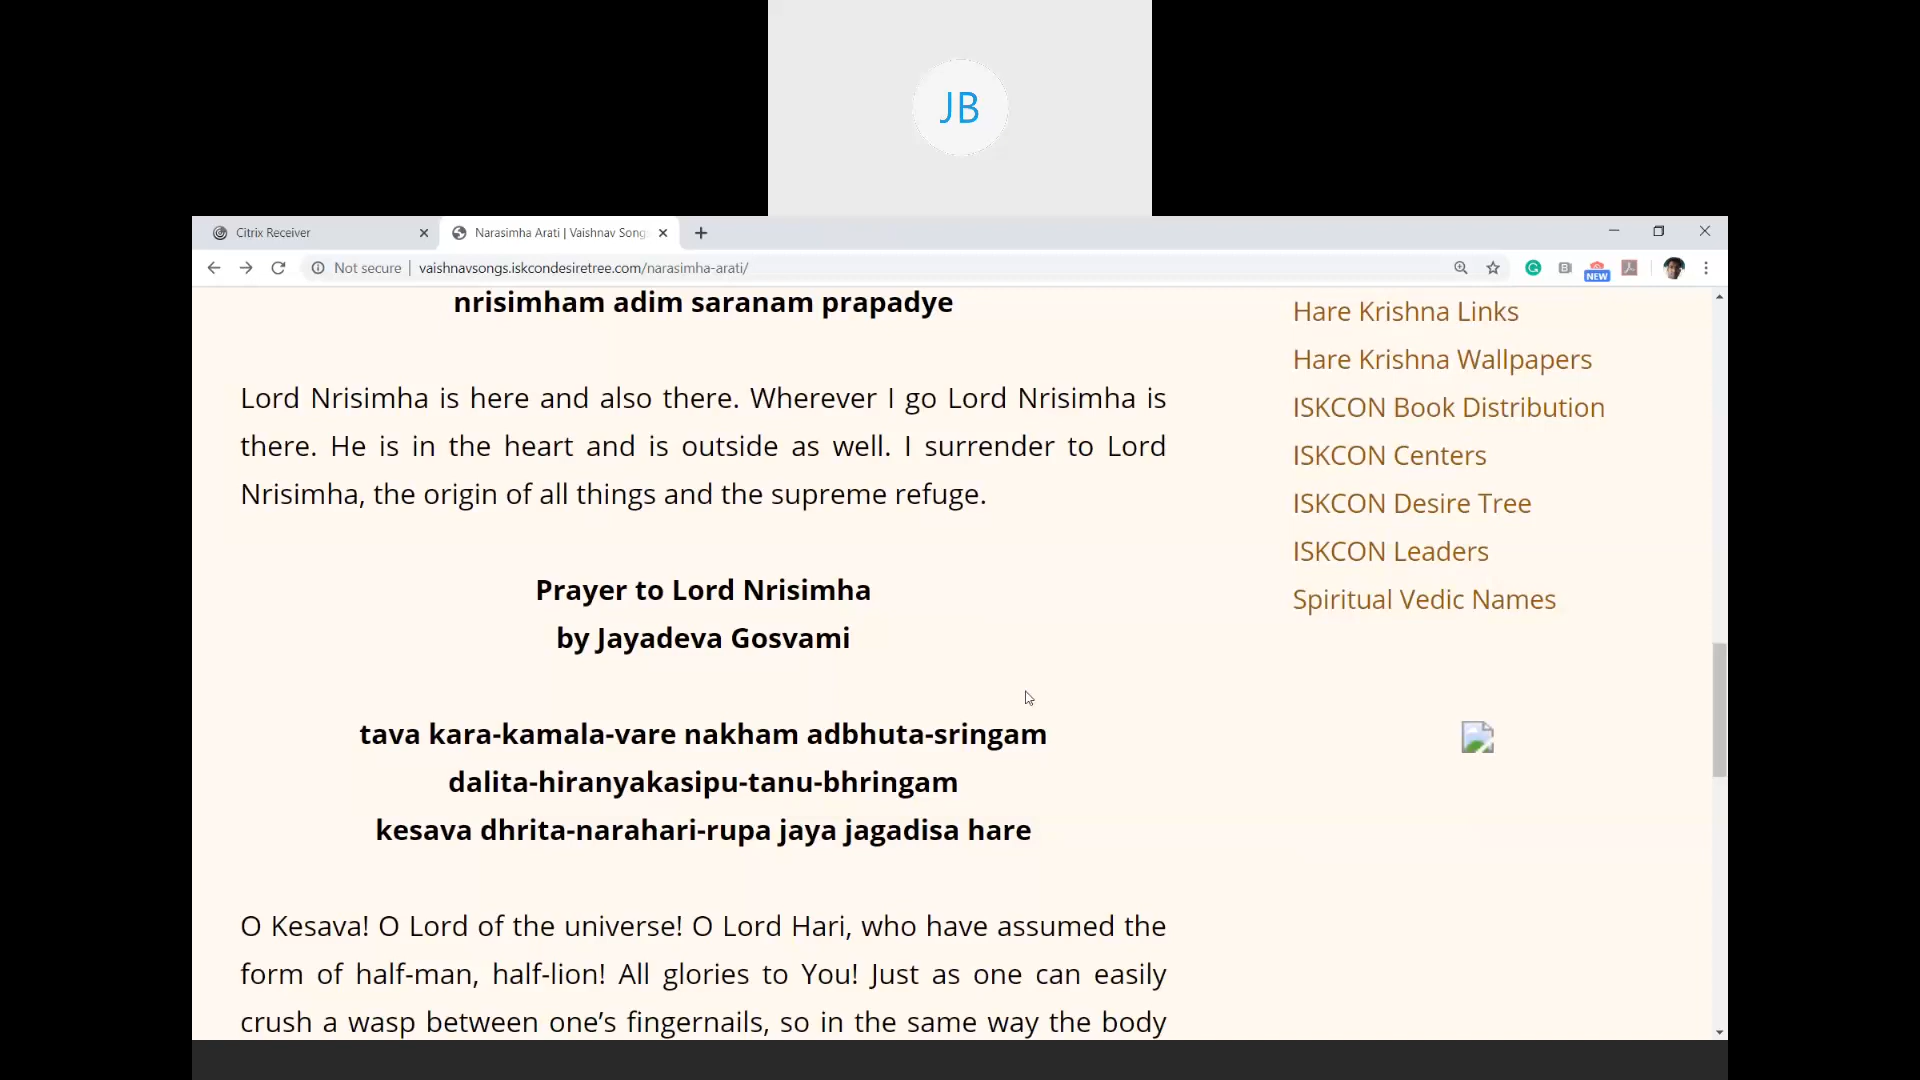 JB
Citrix Receiver
Narasimha Arati | Vaishnav Song
Not secure
vaishnavsongs.iskcondesiretree.com/narasimha-arati/
NEW
nrisimham adim saranam prapadye
Lord Nrisimha is here and also there. Wherever I go Lord Nrisimha is
there. He is in the heart and is outside as well. I surrender to Lord
Nrisimha, the origin of all things and the supreme refuge.
Prayer to Lord Nrisimha
by Jayadeva Gosvami
tava kara-kamala-vare nakham adbhuta-sringam
dalita-hiranyakasipu-tanu-bhringam
kesava dhrita-narahari-rupa jaya jagadisa hare
O Kesava! O Lord of the universe! O Lord Hari, who have assumed the
form of half-man, half-lion! All glories to You! Just as one can easily
crush a wasp between one’s fingernails, so in the same way the body
Hare Krishna Links
Hare Krishna Wallpapers
ISKCON Book Distribution
ISKCON Centers
ISKCON Desire Tree
ISKCON Leaders
Spiritual Vedic Names